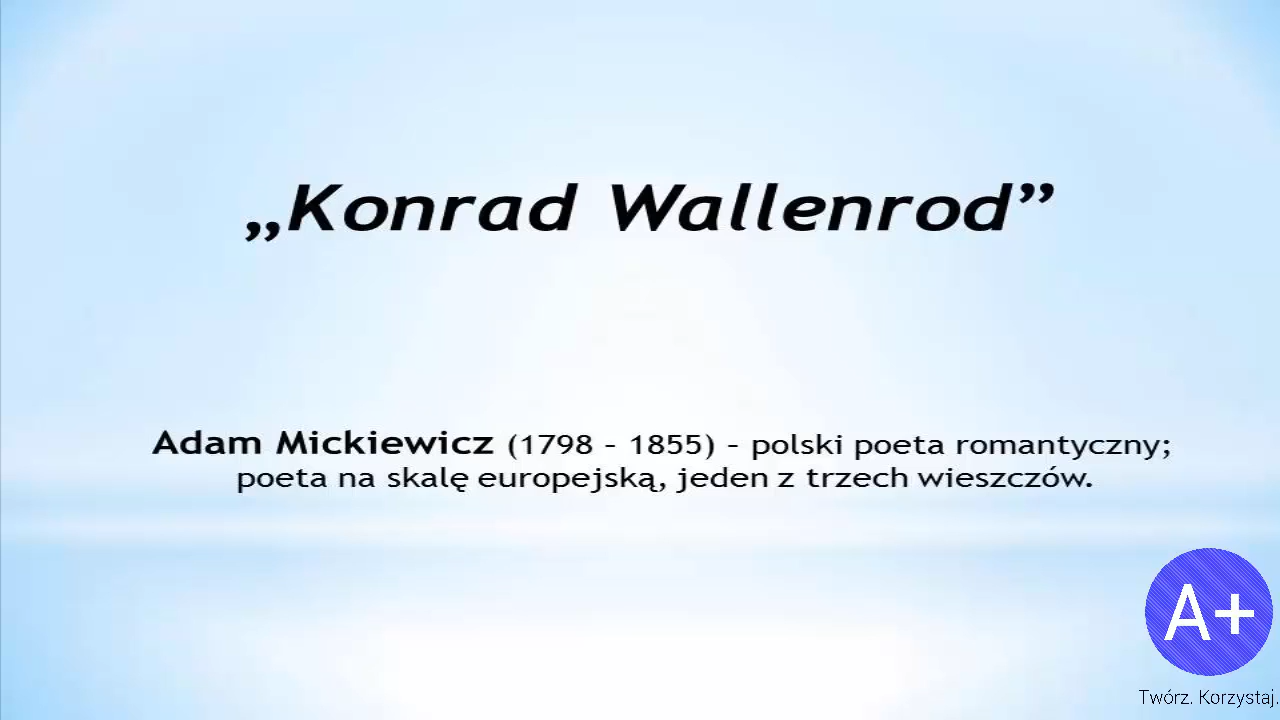 „Konrad Wallenrod”
Adam Mickiewicz (1798 – 1855) – polski poeta romantyczny;
poeta na skalę europejską, jeden z trzech wieszczów.
A+
Twórz. Korzystaj.